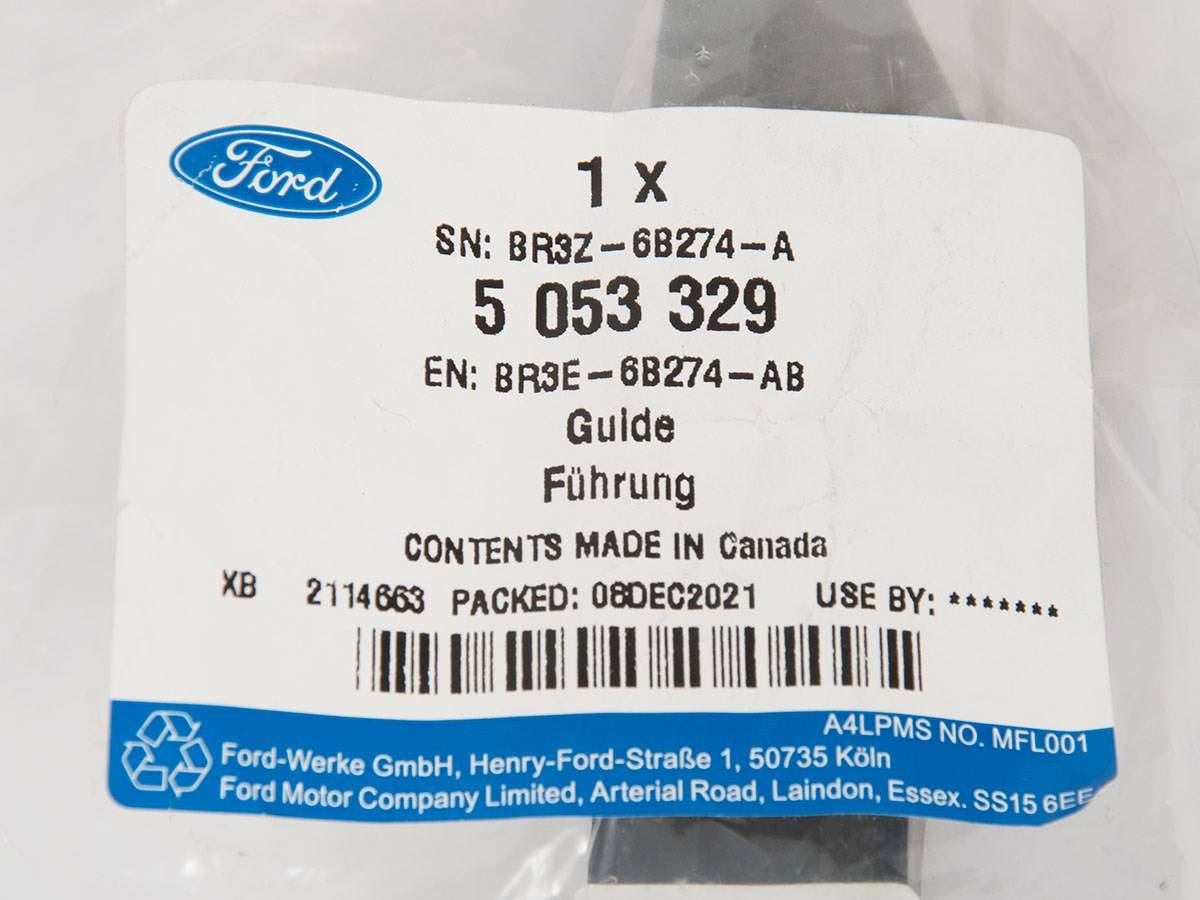 Ford
1 X
SN: BR3Z-6B274-A
5 053 329
EN: BR3E-6B274-AB
Guide
Führung
CONTENTS MADE IN Canada
XB 2114663 PACKED: 08DEC2021 USE BY: *******
A4LPMS NO. MFL001
Ford-Werke GmbH, Henry-Ford-Straße 1, 50735 Köln
Ford Motor Company Limited, Arterial Road, Laindon, Essex. SS15 6EE